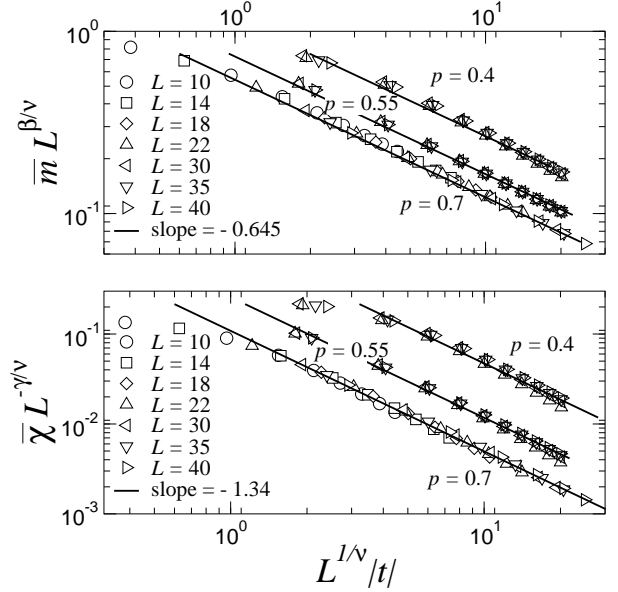 10^0 10^1
10^0
10^-1
m̅ L^β/ν
p = 0.4
p = 0.55
p = 0.7
L = 10
L = 14
L = 18
L = 22
L = 30
L = 35
L = 40
slope = - 0.645
10^-1
10^-2
10^-3
χ̅ L^-γ/ν
p = 0.4
p = 0.55
p = 0.7
L = 10
L = 14
L = 18
L = 22
L = 30
L = 35
L = 40
slope = - 1.34
10^0 10^1
L^1/ν|t|